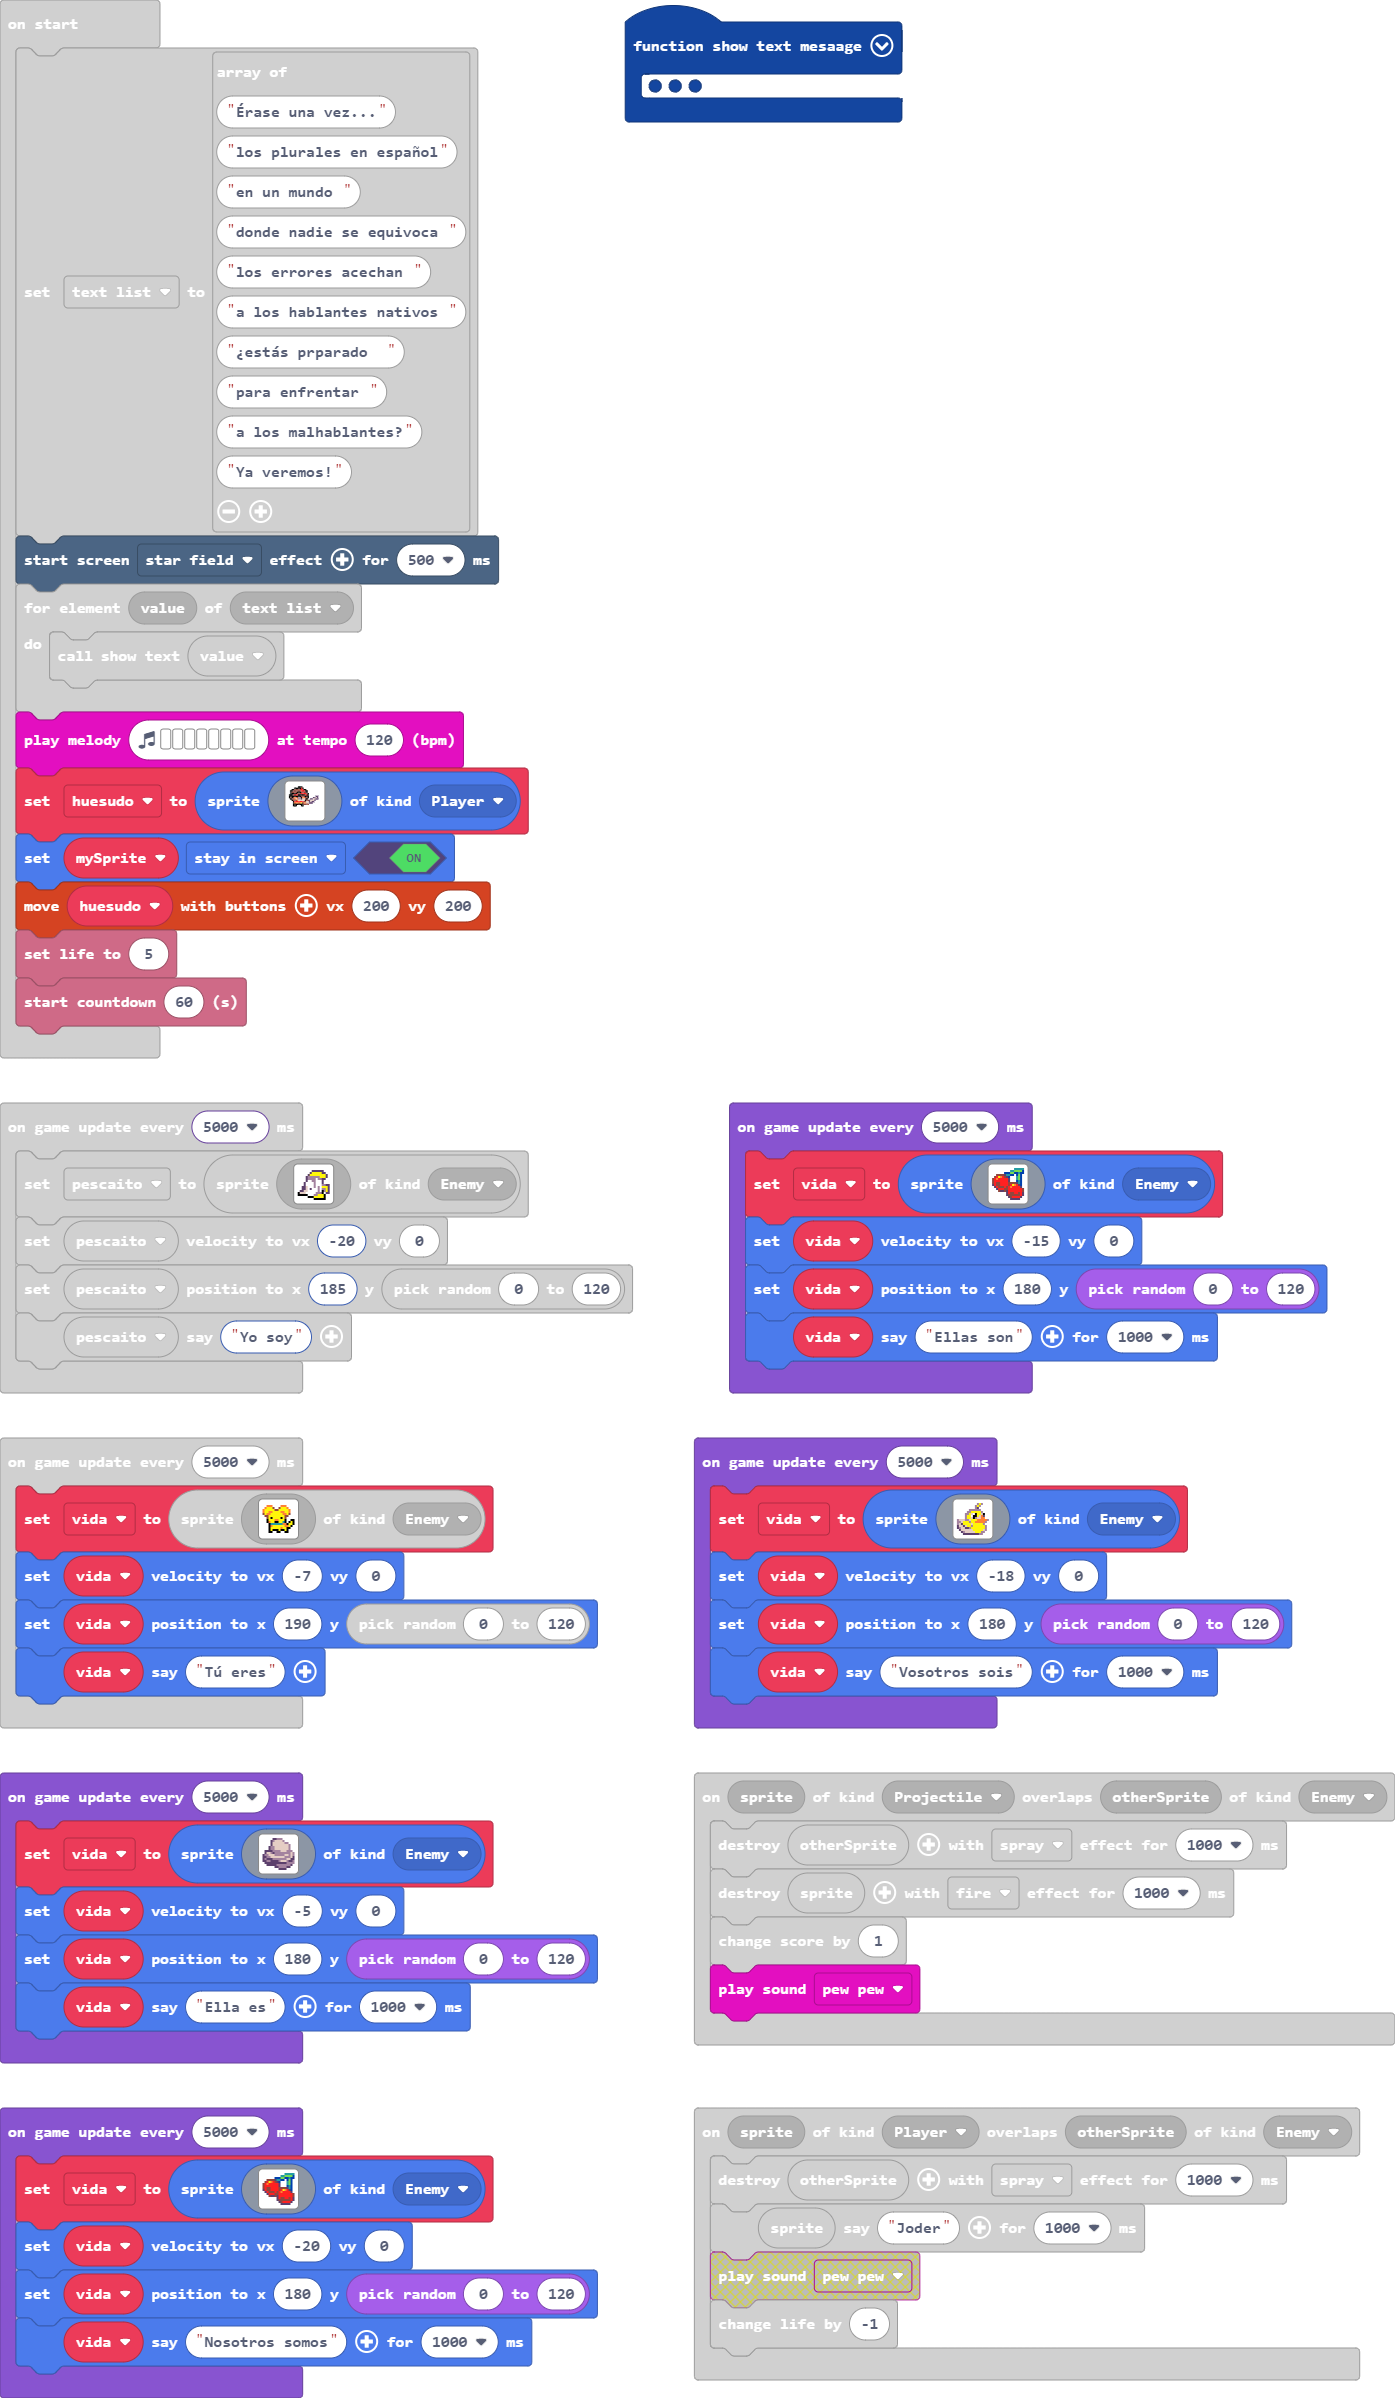 on start
array of
"Érase una vez..."
"los plurales en español"
"en un mundo "
"donde nadie se equivoca "
"los errores acechan "
set text list to
"a los hablantes nativos "
"¿estás prparado  "
"para enfrentar "
"a los malhablantes?"
"Ya veremos!"
start screen star field effect for 500 ms
for element value of text list
do
call show text value
play melody at tempo 120 (bpm)
set huesudo to sprite of kind Player
set mySprite stay in screen ON
move huesudo with buttons vx 200 vy 200
set life to 5
start countdown 60 (s)
function show text mesaage
on game update every 5000 ms
set pescaito to sprite of kind Enemy
set pescaito velocity to vx -20 vy 0
set pescaito position to x 185 y pick random 0 to 120
pescaito say "Yo soy"
on game update every 5000 ms
set vida to sprite of kind Enemy
set vida velocity to vx -15 vy 0
set vida position to x 180 y pick random 0 to 120
vida say "Ellas son" for 1000 ms
on game update every 5000 ms
set vida to sprite of kind Enemy
set vida velocity to vx -7 vy 0
set vida position to x 190 y pick random 0 to 120
vida say "Tú eres"
on game update every 5000 ms
set vida to sprite of kind Enemy
set vida velocity to vx -18 vy 0
set vida position to x 180 y pick random 0 to 120
vida say "Vosotros sois" for 1000 ms
on game update every 5000 ms
set vida to sprite of kind Enemy
set vida velocity to vx -5 vy 0
set vida position to x 180 y pick random 0 to 120
vida say "Ella es" for 1000 ms
on sprite of kind Projectile overlaps otherSprite of kind Enemy
destroy otherSprite with spray effect for 1000 ms
destroy sprite with fire effect for 1000 ms
change score by 1
play sound pew pew
on game update every 5000 ms
set vida to sprite of kind Enemy
set vida velocity to vx -20 vy 0
set vida position to x 180 y pick random 0 to 120
vida say "Nosotros somos" for 1000 ms
on sprite of kind Player overlaps otherSprite of kind Enemy
destroy otherSprite with spray effect for 1000 ms
sprite say "Joder" for 1000 ms
play sound pew pew
change life by -1